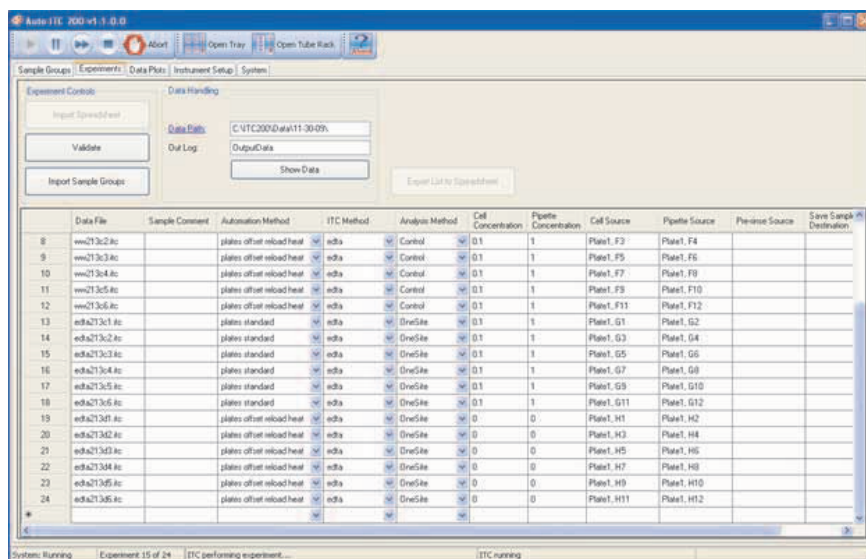 Auto ITC 200 v1.1.0.0
Abort Open Tray Open Tube Rack
Sample Groups Experiments Data Plots Instrument Setup System
Experiment Controls Data Handling
Import Spreadsheet
Data Path: C:\ITC200\Data\11-30-09\
Validate Out Log: OutputData
Show Data
Import Sample Groups Export List to Spreadsheet
Data File Sample Comment Automation Method ITC Method Analysis Method Cell Concentration Pipette Concentration Cell Source Pipette Source Pre-rinse Source Save Sample Destination
8 ww213c2.itc plates offset reload heat edta Control 0.1 1 Plate1, F3 Plate1, F4
9 ww213c3.itc plates offset reload heat edta Control 0.1 1 Plate1, F5 Plate1, F6
10 ww213c4.itc plates offset reload heat edta Control 0.1 1 Plate1, F7 Plate1, F8
11 ww213c5.itc plates offset reload heat edta Control 0.1 1 Plate1, F9 Plate1, F10
12 ww213c6.itc plates offset reload heat edta Control 0.1 1 Plate1, F11 Plate1, F12
13 edta213c1.itc plates standard edta OneSite 0.1 1 Plate1, G1 Plate1, G2
14 edta213c2.itc plates standard edta OneSite 0.1 1 Plate1, G3 Plate1, G4
15 edta213c3.itc plates standard edta OneSite 0.1 1 Plate1, G5 Plate1, G6
16 edta213c4.itc plates standard edta OneSite 0.1 1 Plate1, G7 Plate1, G8
17 edta213c5.itc plates standard edta OneSite 0.1 1 Plate1, G9 Plate1, G10
18 edta213c6.itc plates standard edta OneSite 0.1 1 Plate1, G11 Plate1, G12
19 edta213d1.itc plates offset reload heat edta OneSite 0 0 Plate1, H1 Plate1, H2
20 edta213d2.itc plates offset reload heat edta OneSite 0 0 Plate1, H3 Plate1, H4
21 edta213d3.itc plates offset reload heat edta OneSite 0 0 Plate1, H5 Plate1, H6
22 edta213d4.itc plates offset reload heat edta OneSite 0 0 Plate1, H7 Plate1, H8
23 edta213d5.itc plates offset reload heat edta OneSite 0 0 Plate1, H9 Plate1, H10
24 edta213d6.itc plates offset reload heat edta OneSite 0 0 Plate1, H11 Plate1, H12
System: Running Experiment 15 of 24 ITC performing experiment.... ITC running